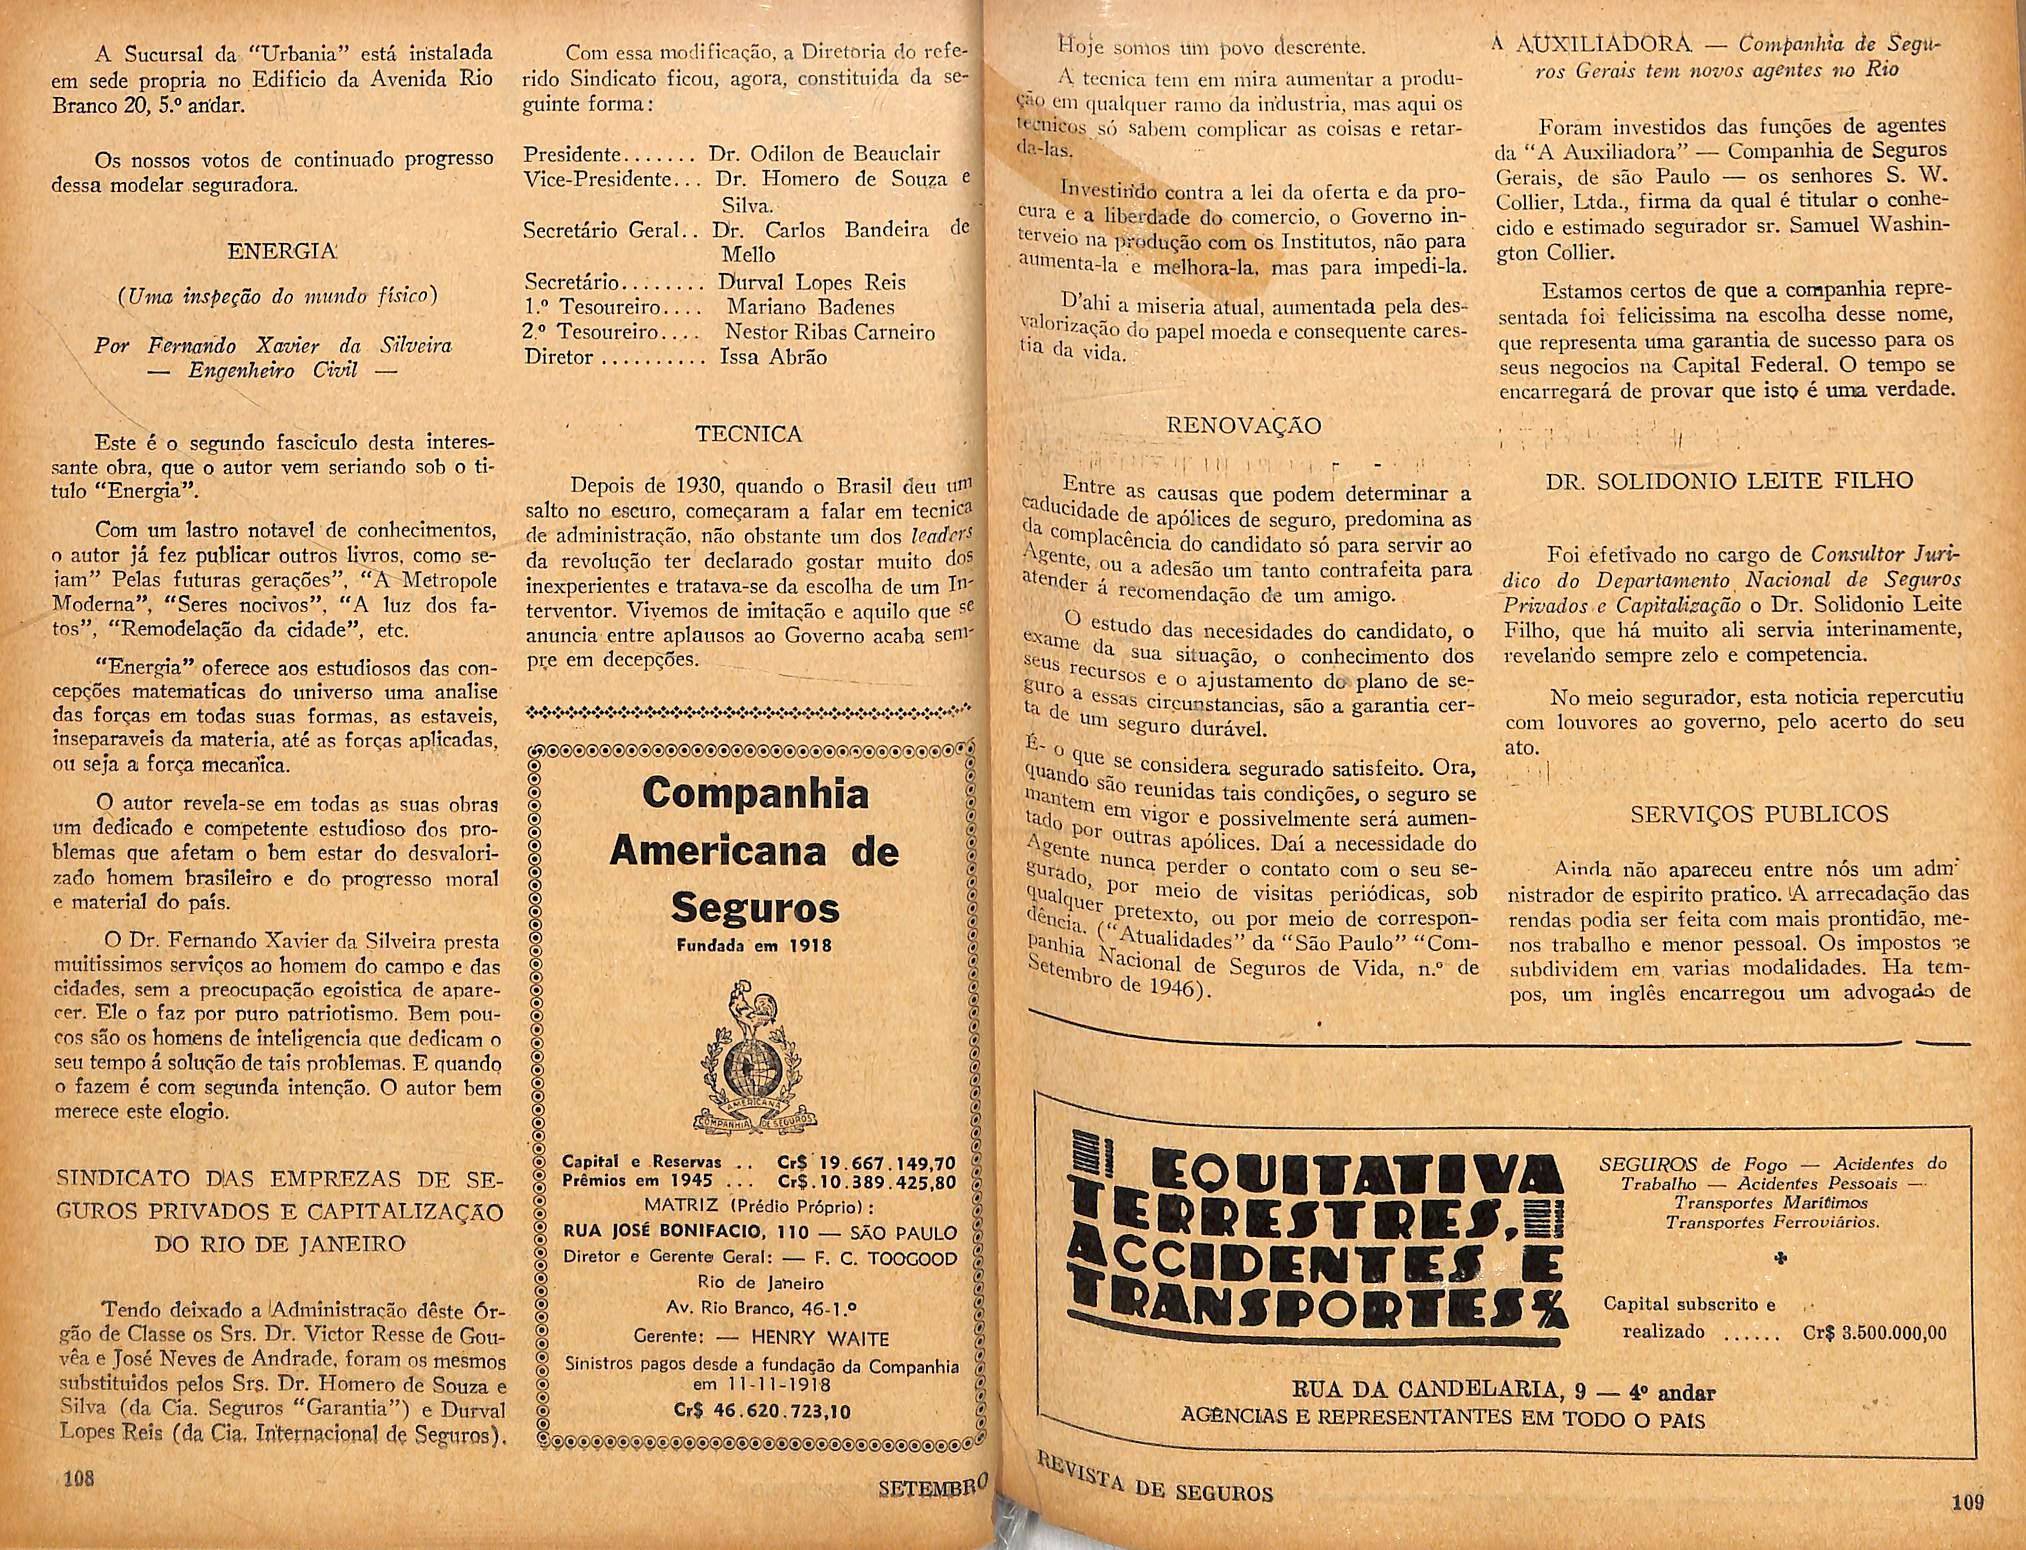 A Sucursal da “Urbania” está instalada
em sede propria no Edificio da Avenida Rio
Branco 20, 5.º andar.
Os nossos votos de continuado progresso
dessa modelar seguradora.
ENERGIA
(Uma inspeção do mundo físico)
Por Fernando Xavier da Silveira
— Engenheiro Civil —
Este é o segundo fasciculo desta interes-
sante obra, que o autor vem seriando sob o ti-
tulo “Energia”.
Com um lastro notavel de conhecimentos,
o autor já fez publicar outros livros, como se-
jam” Pelas futuras gerações”, “A Metropole
Moderna”, “Seres nocivos”, “A luz dos fa-
tos”, “Remodelação da cidade”, etc.
“Energia” oferece aos estudiosos das con-
cepções matematicas do universo uma analise
das forças em todas suas formas, as estaveis,
inseparaveis da materia, até as forças aplicadas,
ou seja a força mecanica.
O autor revela-se em todas as suas obras
um dedicado e competente estudioso dos pro-
blemas que afetam o bem estar do desvalori-
zado homem brasileiro e do progresso moral
e material do país.
O Dr. Fernando Xavier da Silveira presta
muitissimos serviços ao homem do campo e das
cidades, sem a preocupação egoistica de apare-
cer. Ele o faz por puro patriotismo. Bem pou-
cos são os homens de inteligencia que dedicam o
seu tempo á solução de tais problemas. E quando
o fazem é com segunda intenção. O autor bem
merece este elogio.
SINDICATO DAS EMPREZAS DE SE-
GUROS PRIVADOS E CAPITALIZAÇÃO
DO RIO DE JANEIRO
Tendo deixado a Administração dêste Ór-
gão de Classe os Srs. Dr. Victor Resse de Gou-
vêa e José Neves de Andrade, foram os mesmos
substituidos pelos Srs. Dr. Homero de Souza e
Silva (da Cia. Seguros “Garantia”) e Durval
Lopes Reis (da Cia. Internacional de Seguros).
108
Com essa modificação, a Diretoria do refe-
rido Sindicato ficou, agora, constituida da se-
guinte forma:
Presidente....... Dr. Odilon de Beauclair
Vice-Presidente... Dr. Homero de Souza e
Silva.
Secretário Geral.. Dr. Carlos Bandeira de
Mello
Secretário........ Durval Lopes Reis
1.º Tesoureiro.... Mariano Badenes
2.º Tesoureiro.... Nestor Ribas Carneiro
Diretor .......... Issa Abrão
TECNICA
Depois de 1930, quando o Brasil deu um
salto no escuro, começaram a falar em tecnica
de administração, não obstante um dos leaders
da revolução ter declarado gostar muito dos
inexperientes e tratava-se da escolha de um In-
terventor. Vivemos de imitação e aquilo que se
anuncia entre aplausos ao Governo acaba sem-
pre em decepções.
Companhia
Americana de
Seguros
Fundada em 1918
AMERICANA
COMPANHIA DE SEGUROS
Capital e Reservas .. Cr$ 19.667.149,70
Prêmios em 1945 ... Cr$.10.389.425,80
MATRIZ (Prédio Próprio):
RUA JOSÉ BONIFACIO, 110 — SÃO PAULO
Diretor e Gerente Geral: — F. C. TOOGOOD
Rio de Janeiro
Av. Rio Branco, 46-1.º
Gerente: — HENRY WAITE
Sinistros pagos desde a fundação da Companhia
em 11-11-1918
Cr$ 46.620.723,10
SETEMBRO
Hoje somos um povo descrente.
A tecnica tem em mira aumentar a produ-
ção em qualquer ramo da industria, mas aqui os
tecnicos só sabem complicar as coisas e retar-
da-las.
Investindo contra a lei da oferta e da pro-
cura e a liberdade do comercio, o Governo in-
terveio na produção com os Institutos, não para
aumenta-la e melhora-la, mas para impedi-la.
D’ahi a miseria atual, aumentada pela des-
valorização do papel moeda e consequente cares-
tia da vida.
RENOVAÇÃO
Entre as causas que podem determinar a
caducidade de apólices de seguro, predomina as
da complacência do candidato só para servir ao
Agente, ou a adesão um tanto contrafeita para
atender á recomendação de um amigo.
O estudo das necesidades do candidato, o
exame da sua situação, o conhecimento dos
seus recursos e o ajustamento do plano de se-
guro a essas circunstancias, são a garantia cer-
ta de um seguro durável.
É- o que se considera segurado satisfeito. Ora,
quando são reunidas tais condições, o seguro se
mantem em vigor e possivelmente será aumen-
tado por outras apólices. Daí a necessidade do
Agente nunca perder o contato com o seu se-
gurado, por meio de visitas periódicas, sob
qualquer pretexto, ou por meio de correspon-
dência. (“Atualidades” da “São Paulo” “Com-
panhia Nacional de Seguros de Vida, n.º de
Setembro de 1946).
A AUXILIADORA — Companhia de Segu-
ros Gerais tem novos agentes no Rio
Foram investidos das funções de agentes
da “A Auxiliadora” — Companhia de Seguros
Gerais, de são Paulo — os senhores S. W.
Collier, Ltda., firma da qual é titular o conhe-
cido e estimado segurador sr. Samuel Washin-
gton Collier.
Estamos certos de que a companhia repre-
sentada foi felicissima na escolha desse nome,
que representa uma garantia de sucesso para os
seus negocios na Capital Federal. O tempo se
encarregará de provar que isto é uma verdade.
DR. SOLIDONIO LEITE FILHO
Foi efetivado no cargo de Consultor Juri-
dico do Departamento Nacional de Seguros
Privados e Capitalização o Dr. Solidonio Leite
Filho, que há muito ali servia interinamente,
revelando sempre zelo e competencia.
No meio segurador, esta noticia repercutiu
com louvores ao governo, pelo acerto do seu
ato.
SERVIÇOS PUBLICOS
Ainda não apareceu entre nós um adm
nistrador de espirito pratico. A arrecadação das
rendas podia ser feita com mais prontidão, me-
nos trabalho e menor pessoal. Os impostos se
subdividem em varias modalidades. Ha tem-
pos, um inglês encarregou um advogado de
EQUITATIVA
TERRESTRES,
ACCIDENTES E
TRANSPORTES S/A
SEGUROS de Fogo — Acidentes do
Trabalho — Acidentes Pessoais —
Transportes Marítimos
Transportes Ferroviários.
Capital subscrito e
realizado ...... Cr$ 3.500.000,00
RUA DA CANDELARIA, 9 — 4º andar
AGÊNCIAS E REPRESENTANTES EM TODO O PAÍS
REVISTA DE SEGUROS
109